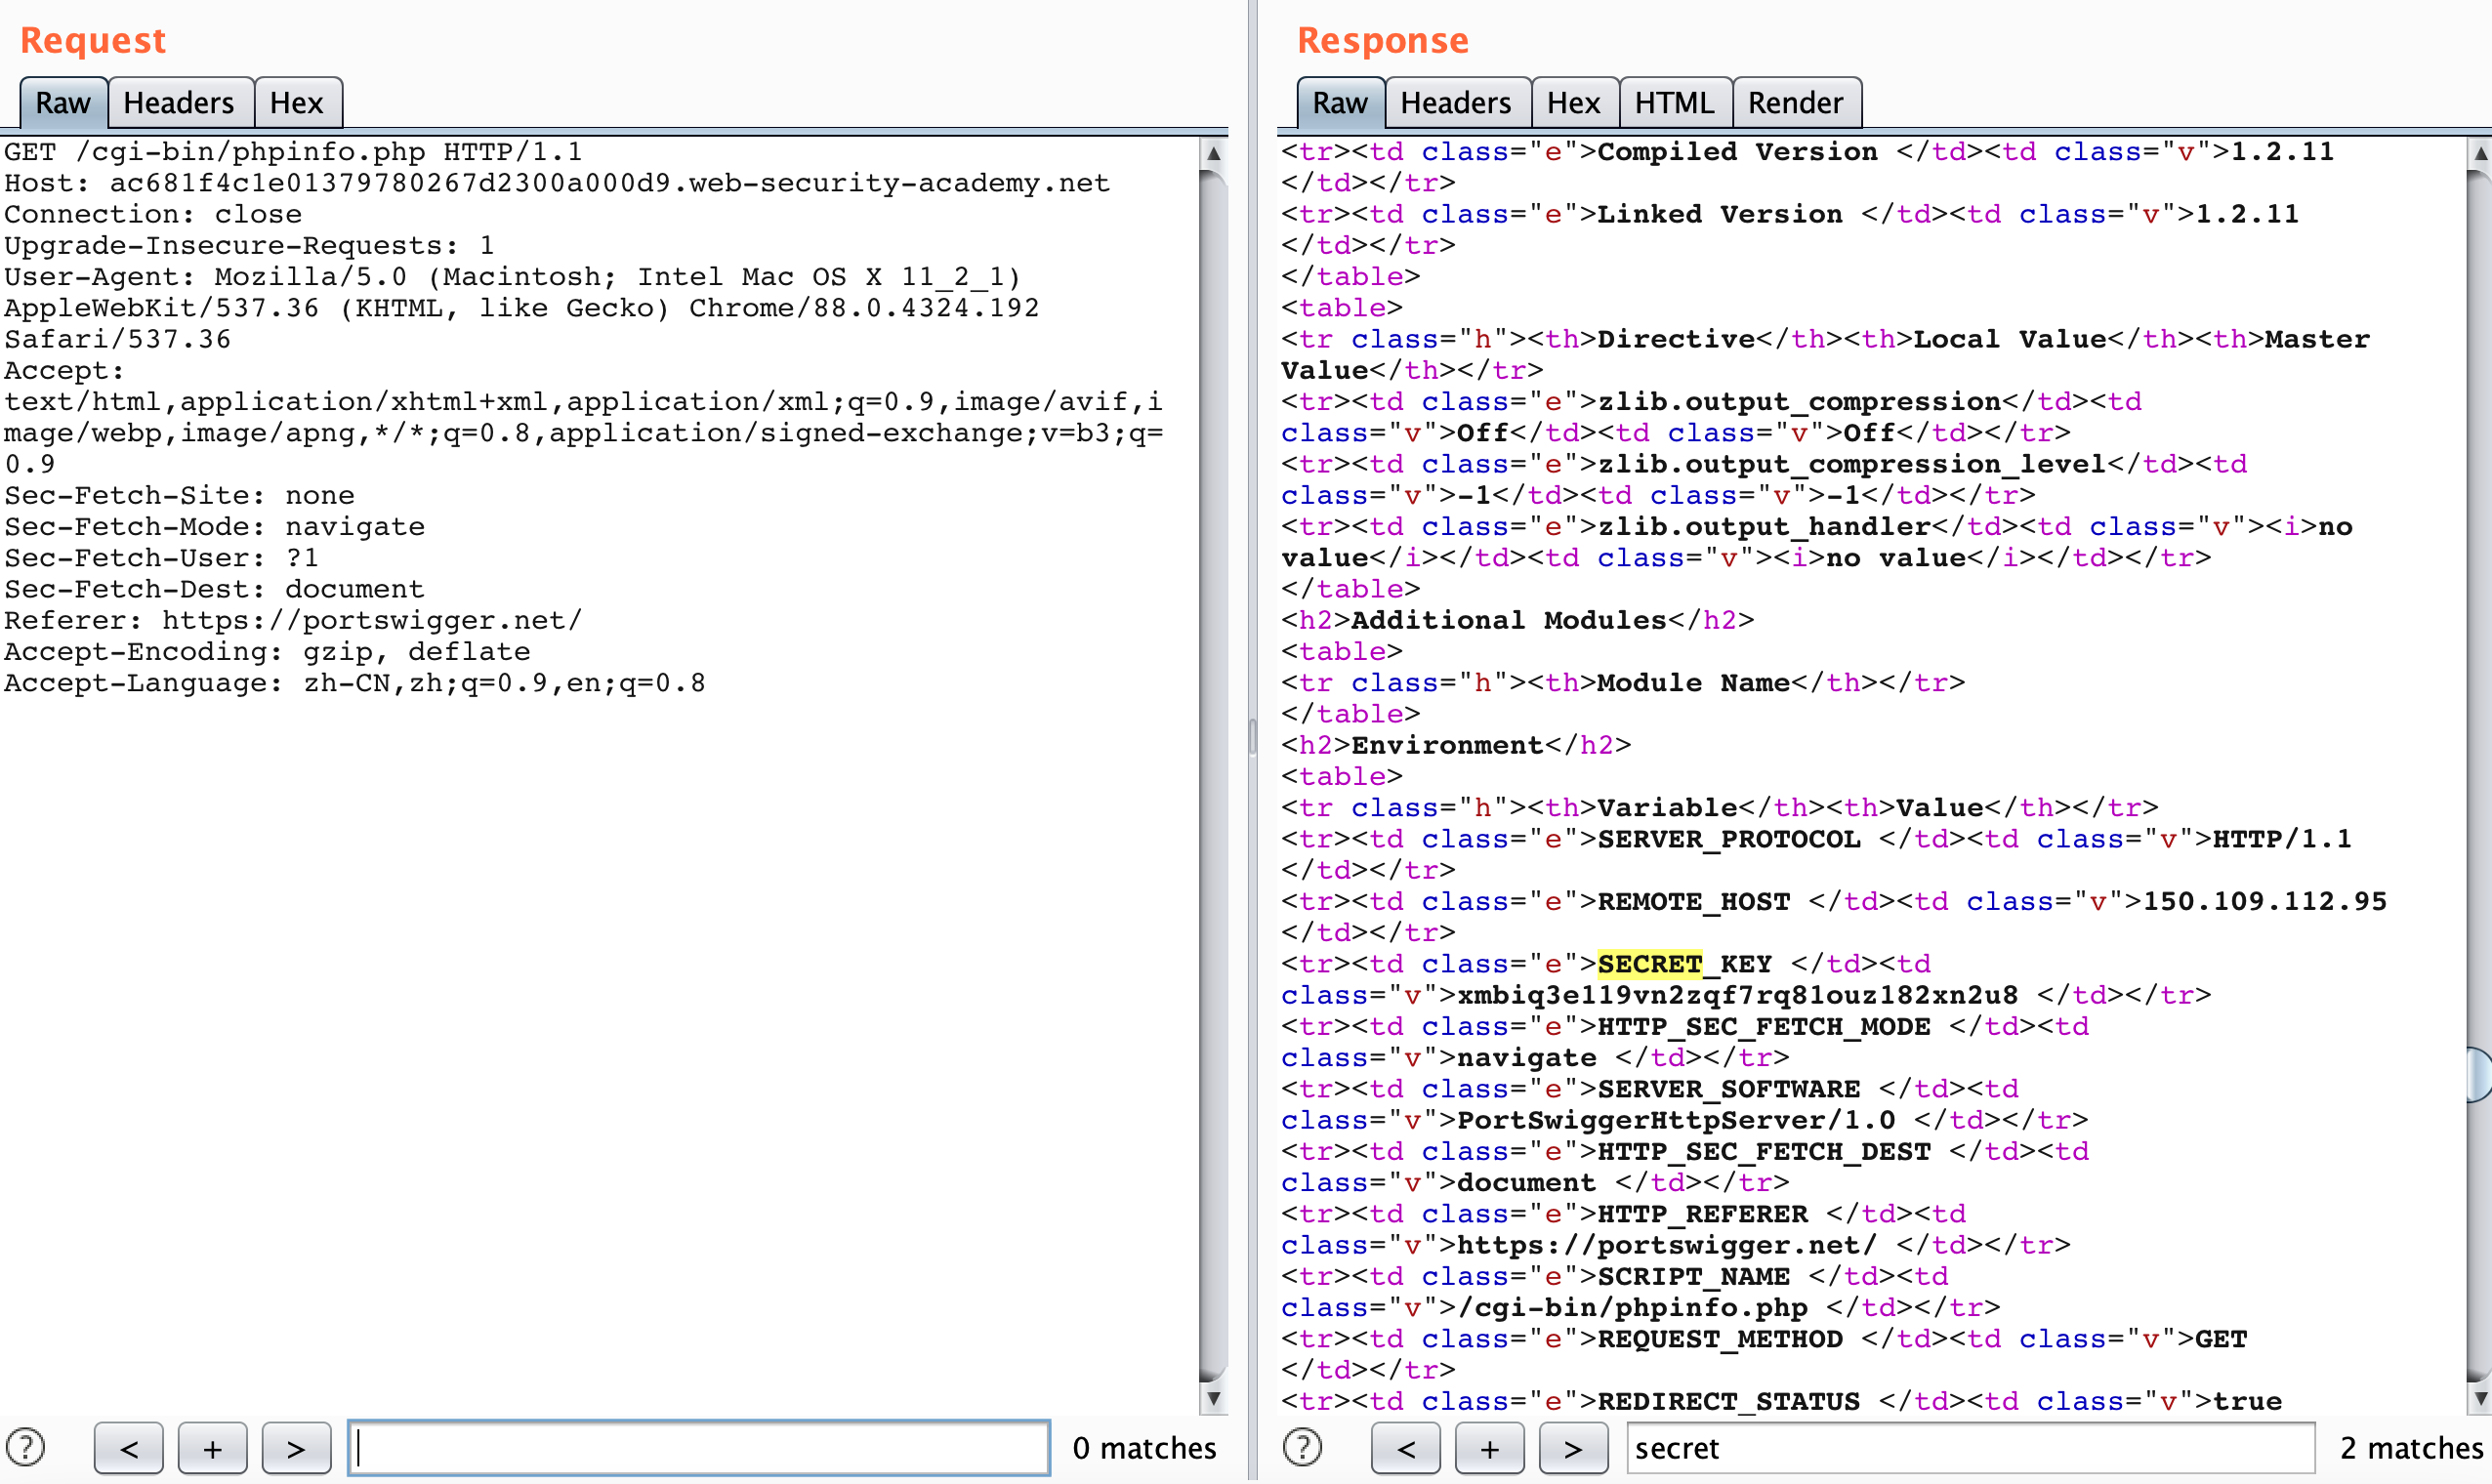 Request
Raw Headers Hex
GET /cgi-bin/phpinfo.php HTTP/1.1
Host: ac681f4c1e01379780267d2300a000d9.web-security-academy.net
Connection: close
Upgrade-Insecure-Requests: 1
User-Agent: Mozilla/5.0 (Macintosh; Intel Mac OS X 11_2_1)
AppleWebKit/537.36 (KHTML, like Gecko) Chrome/88.0.4324.192
Safari/537.36
Accept:
text/html,application/xhtml+xml,application/xml;q=0.9,image/avif,i
mage/webp,image/apng,*/*;q=0.8,application/signed-exchange;v=b3;q=
0.9
Sec-Fetch-Site: none
Sec-Fetch-Mode: navigate
Sec-Fetch-User: ?1
Sec-Fetch-Dest: document
Referer: https://portswigger.net/
Accept-Encoding: gzip, deflate
Accept-Language: zh-CN,zh;q=0.9,en;q=0.8
? < + > 0 matches
Response
Raw Headers Hex HTML Render
<tr><td class="e">Compiled Version </td><td class="v">1.2.11
</td></tr>
<tr><td class="e">Linked Version </td><td class="v">1.2.11
</td></tr>
</table>
<table>
<tr class="h"><th>Directive</th><th>Local Value</th><th>Master
Value</th></tr>
<tr><td class="e">zlib.output_compression</td><td
class="v">Off</td><td class="v">Off</td></tr>
<tr><td class="e">zlib.output_compression_level</td><td
class="v">-1</td><td class="v">-1</td></tr>
<tr><td class="e">zlib.output_handler</td><td class="v"><i>no
value</i></td><td class="v"><i>no value</i></td></tr>
</table>
<h2>Additional Modules</h2>
<table>
<tr class="h"><th>Module Name</th></tr>
</table>
<h2>Environment</h2>
<table>
<tr class="h"><th>Variable</th><th>Value</th></tr>
<tr><td class="e">SERVER_PROTOCOL </td><td class="v">HTTP/1.1
</td></tr>
<tr><td class="e">REMOTE_HOST </td><td class="v">150.109.112.95
</td></tr>
<tr><td class="e">SECRET_KEY </td><td
class="v">xmbiq3e119vn2zqf7rq81ouz182xn2u8 </td></tr>
<tr><td class="e">HTTP_SEC_FETCH_MODE </td><td
class="v">navigate </td></tr>
<tr><td class="e">SERVER_SOFTWARE </td><td
class="v">PortSwiggerHttpServer/1.0 </td></tr>
<tr><td class="e">HTTP_SEC_FETCH_DEST </td><td
class="v">document </td></tr>
<tr><td class="e">HTTP_REFERER </td><td
class="v">https://portswigger.net/ </td></tr>
<tr><td class="e">SCRIPT_NAME </td><td
class="v">/cgi-bin/phpinfo.php </td></tr>
<tr><td class="e">REQUEST_METHOD </td><td class="v">GET
</td></tr>
<tr><td class="e">REDIRECT_STATUS </td><td class="v">true
? < + > secret 2 matches